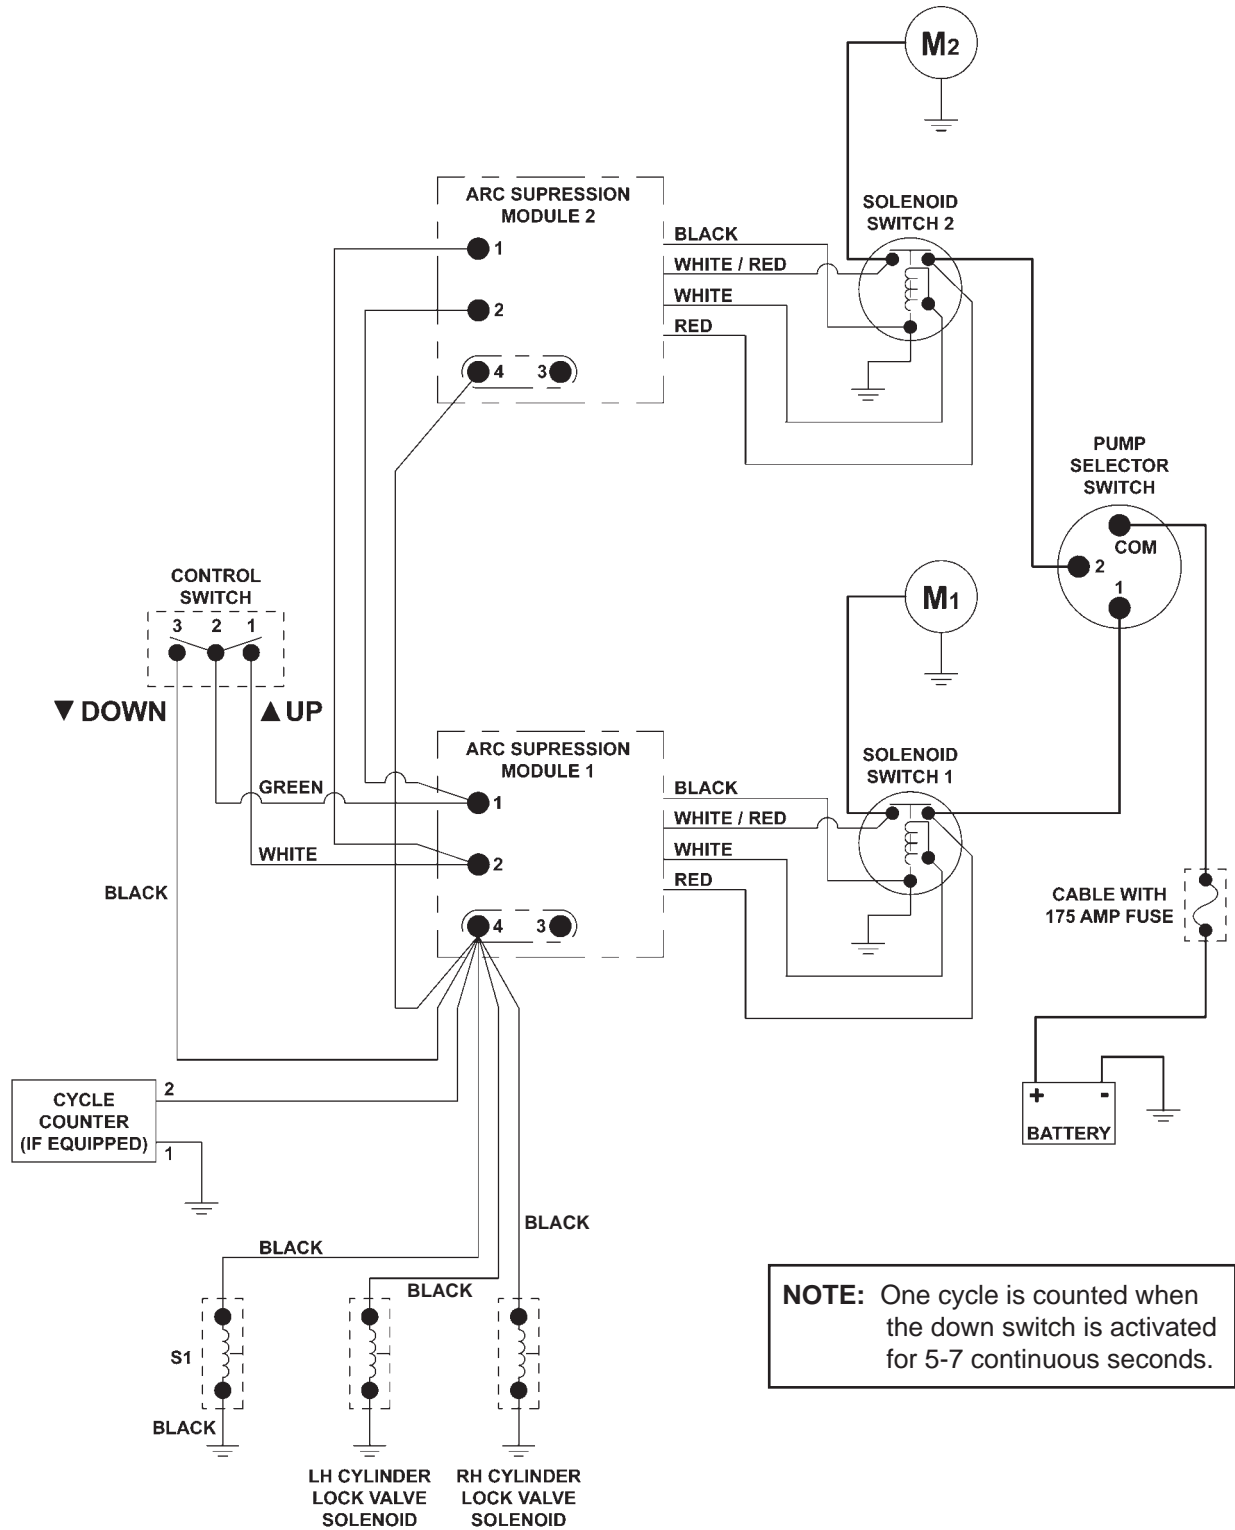 M2
ARC SUPRESSION
MODULE 2
1
2
4
3
BLACK
WHITE / RED
WHITE
RED
SOLENOID
SWITCH 2
PUMP
SELECTOR
SWITCH
COM
2
1
CONTROL
SWITCH
3 2 1
▼ DOWN
▲ UP
GREEN
WHITE
BLACK
M1
ARC SUPRESSION
MODULE 1
1
2
4
3
BLACK
WHITE / RED
WHITE
RED
SOLENOID
SWITCH 1
CABLE WITH
175 AMP FUSE
+ -
BATTERY
CYCLE
COUNTER
(IF EQUIPPED)
2
1
BLACK
BLACK
BLACK
S1
BLACK
LH CYLINDER
LOCK VALVE
SOLENOID
RH CYLINDER
LOCK VALVE
SOLENOID
NOTE: One cycle is counted when
the down switch is activated
for 5-7 continuous seconds.